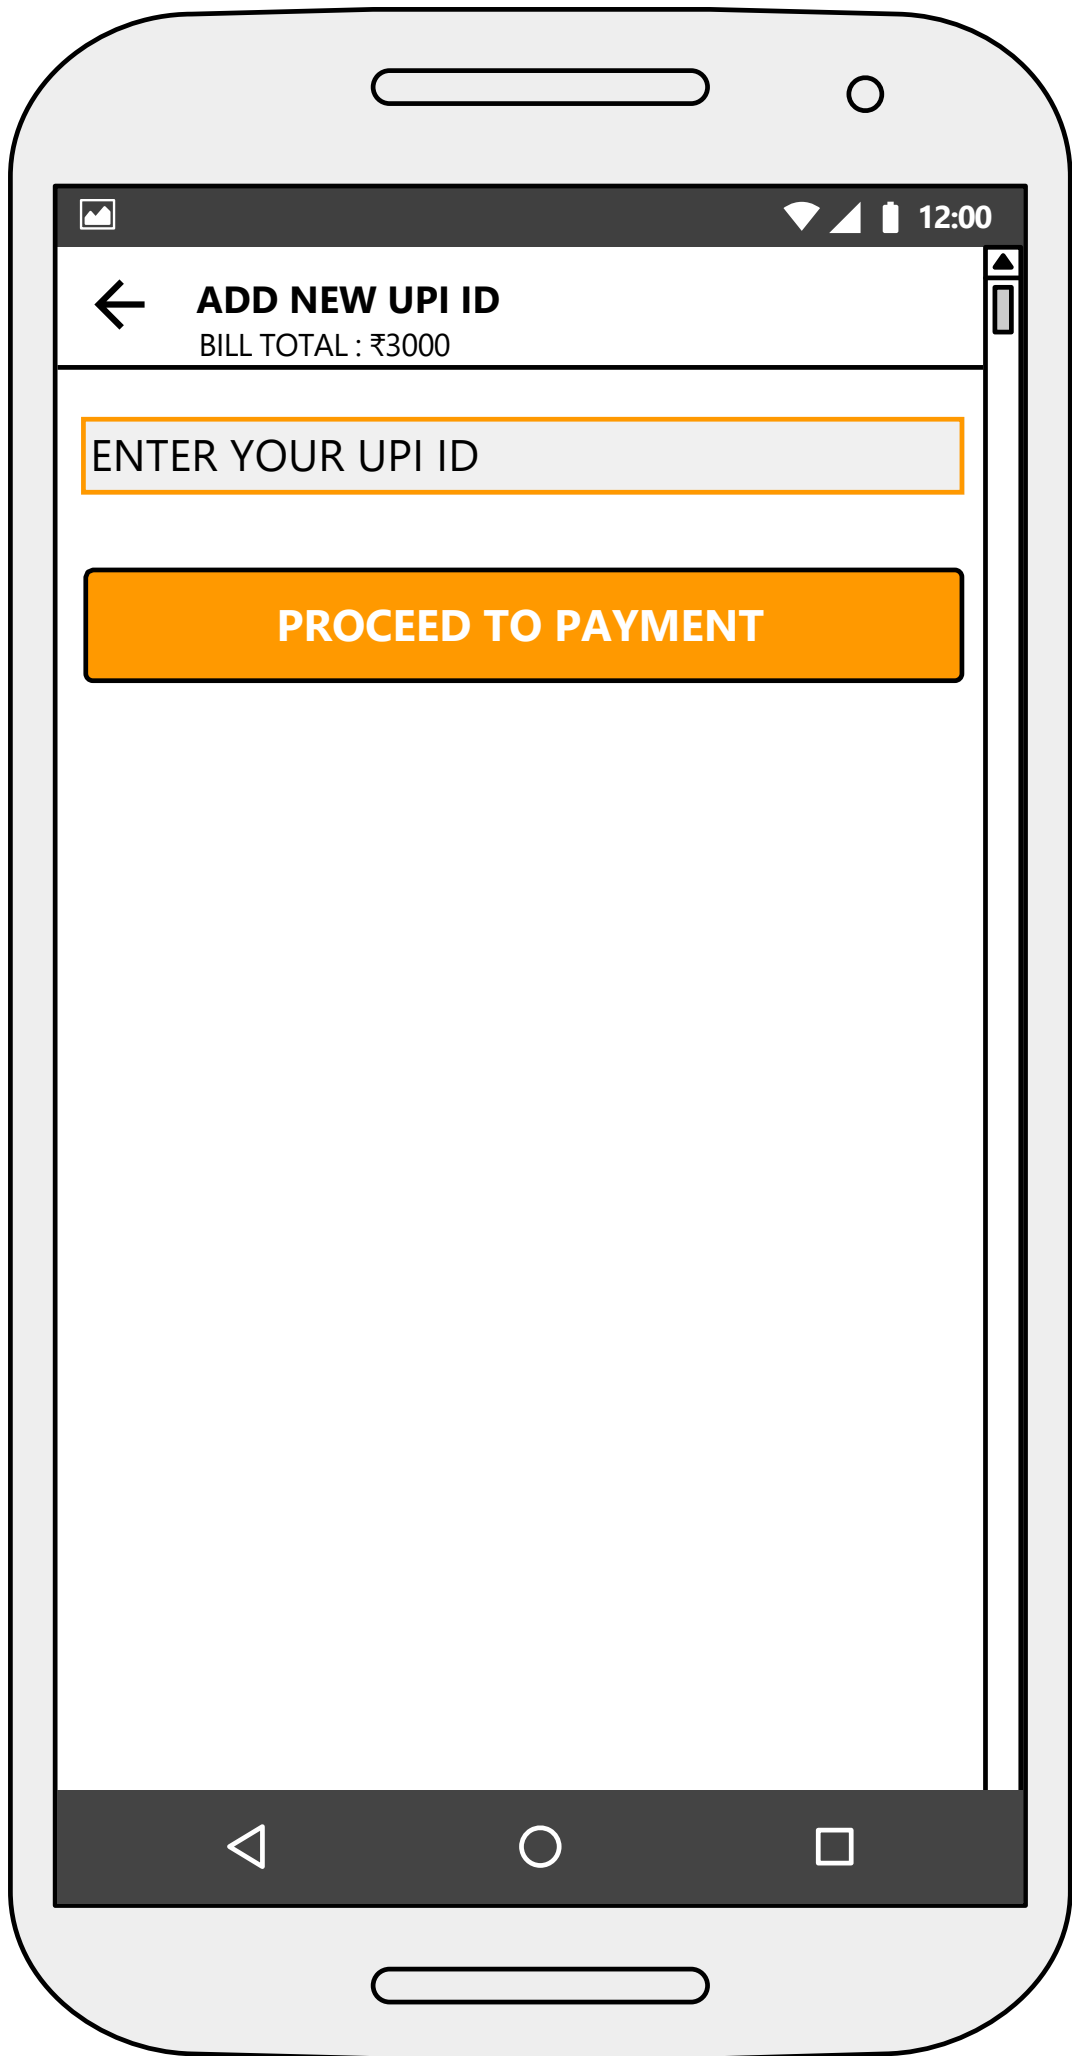 12:00
ADD NEW UPI ID
BILL TOTAL : ₹3000
ENTER YOUR UPI ID
PROCEED TO PAYMENT